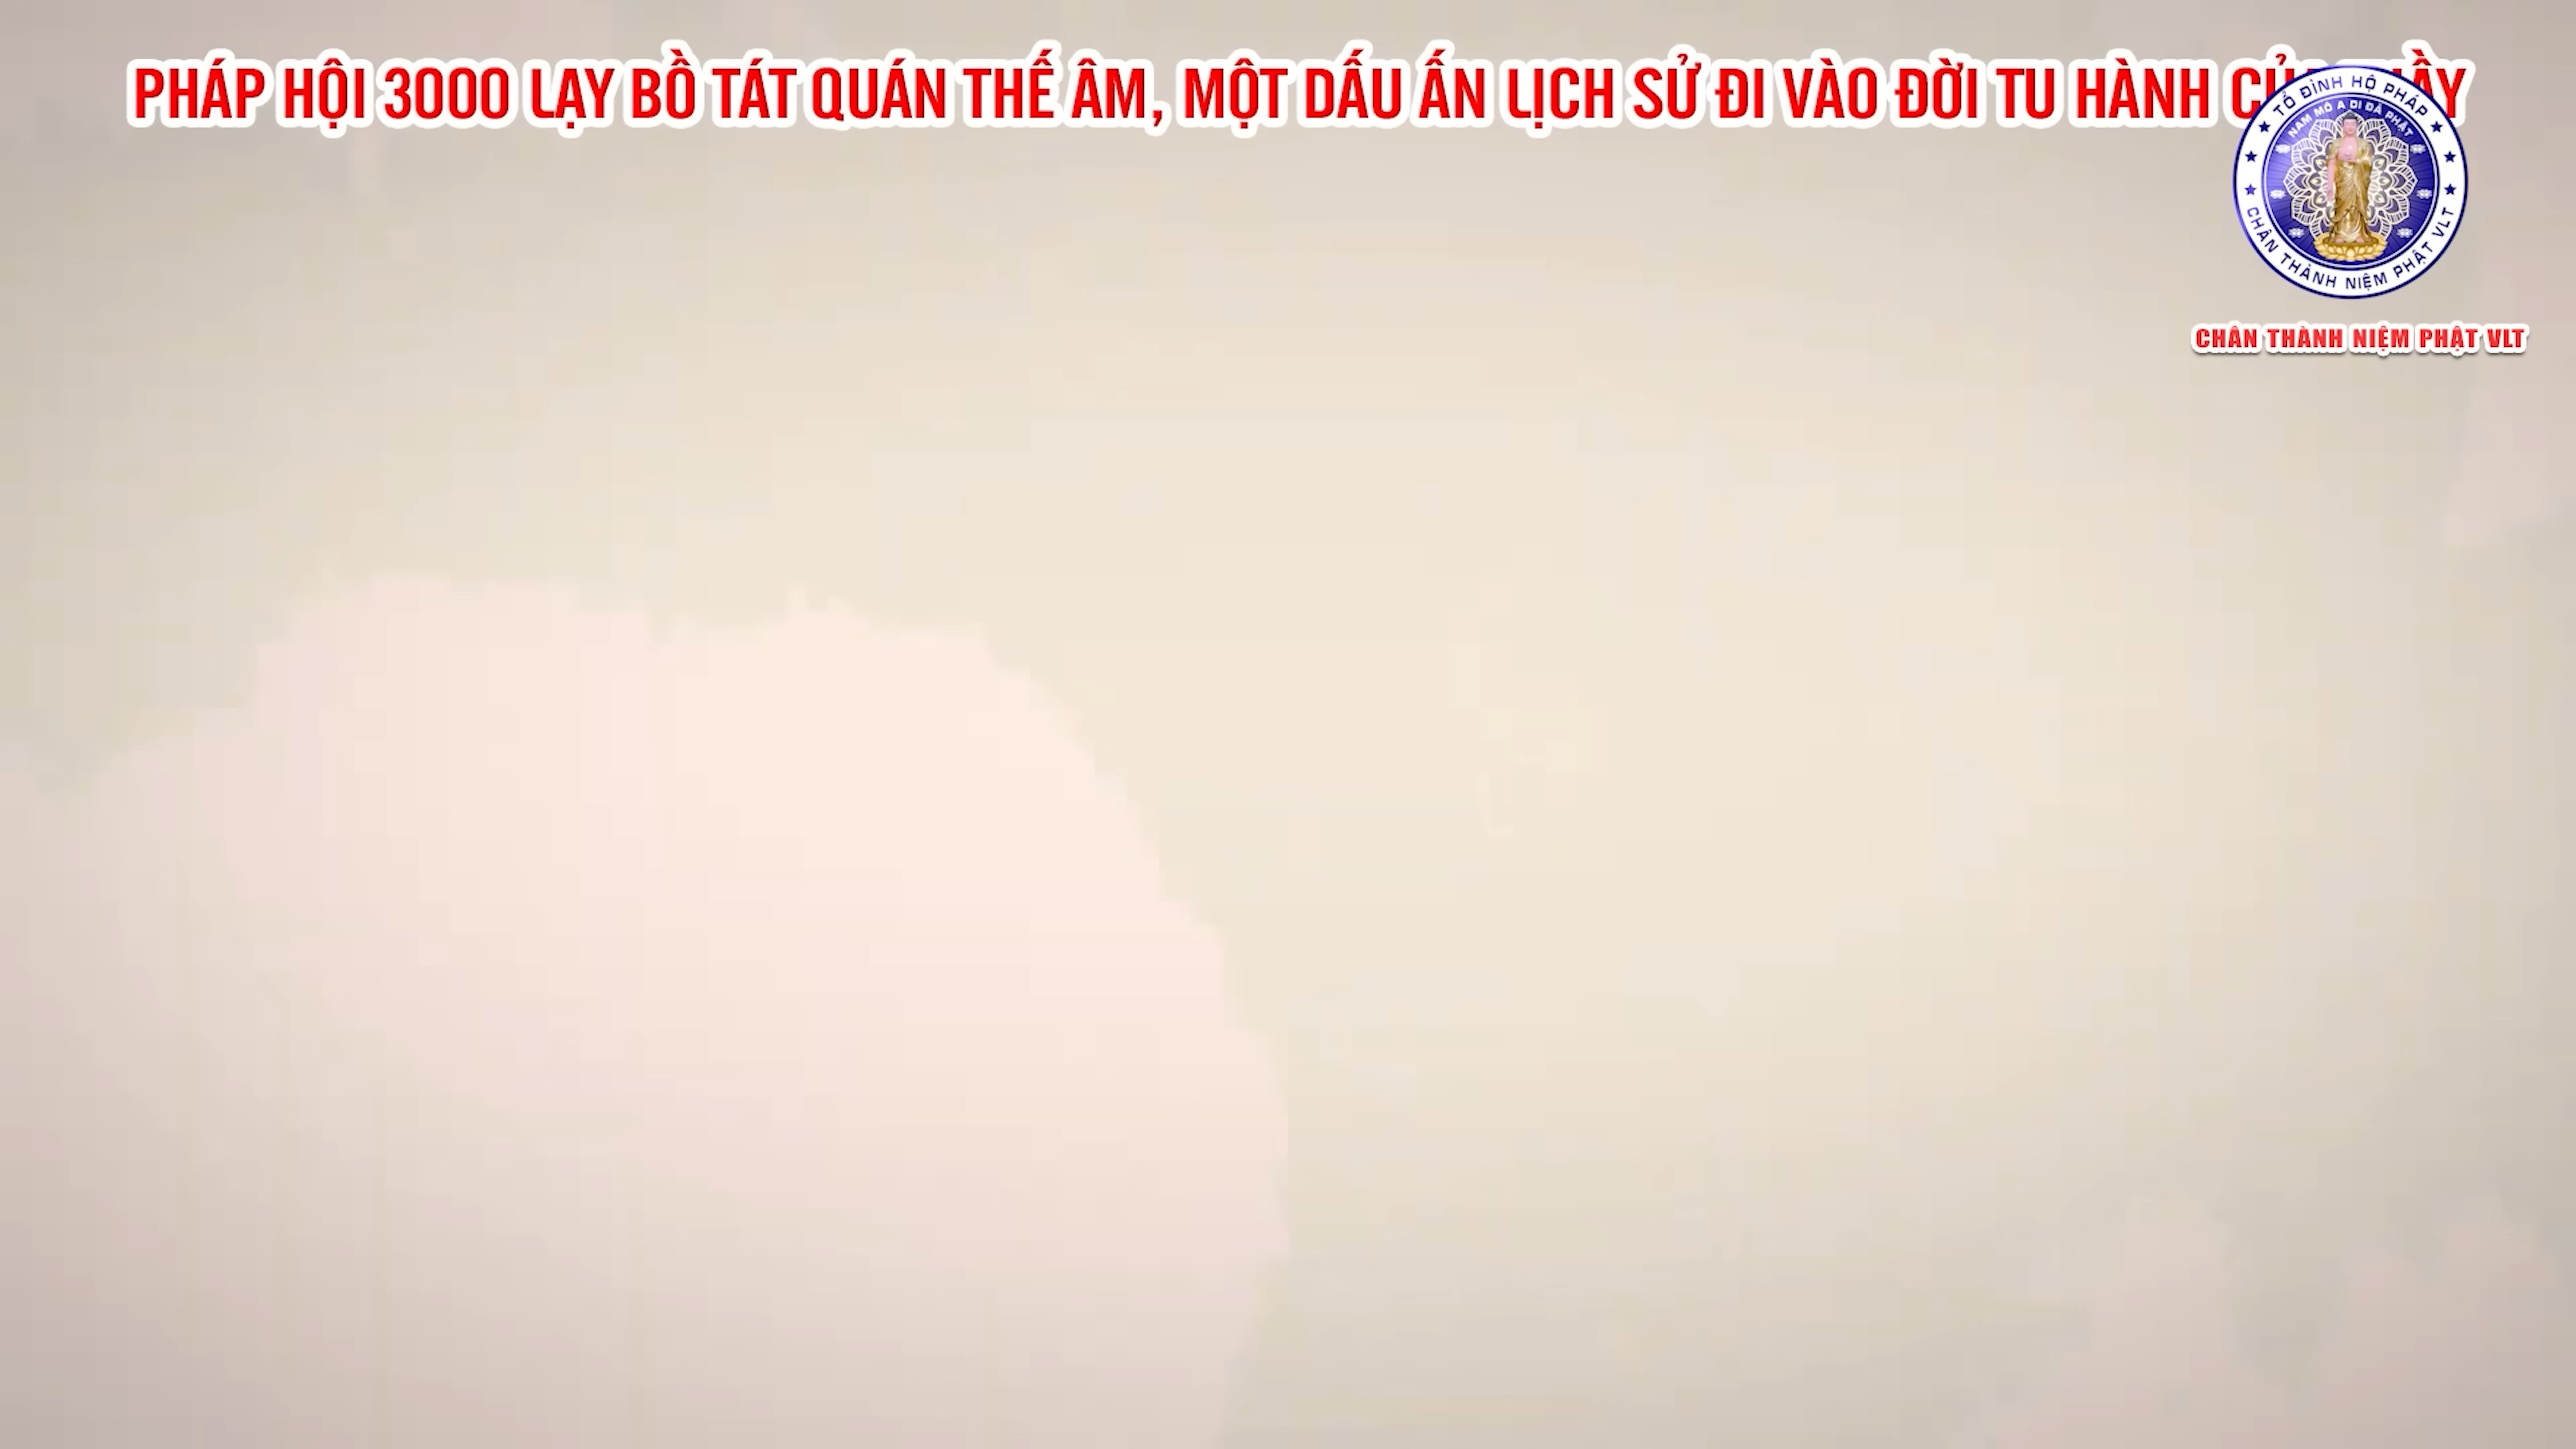 PHÁP HỘI 3000 LẠY BỒ TÁT QUÁN THẾ ÂM, MỘT DẤU ẤN LỊCH SỬ ĐI VÀO ĐỜI TU HÀNH
TỔ ĐÌNH HỘ PHÁP
NAM MÔ A DI ĐÀ PHẬT
CHÂN THÀNH NIỆM PHẬT VLT
CHÂN THÀNH NIỆM PHẬT VLT